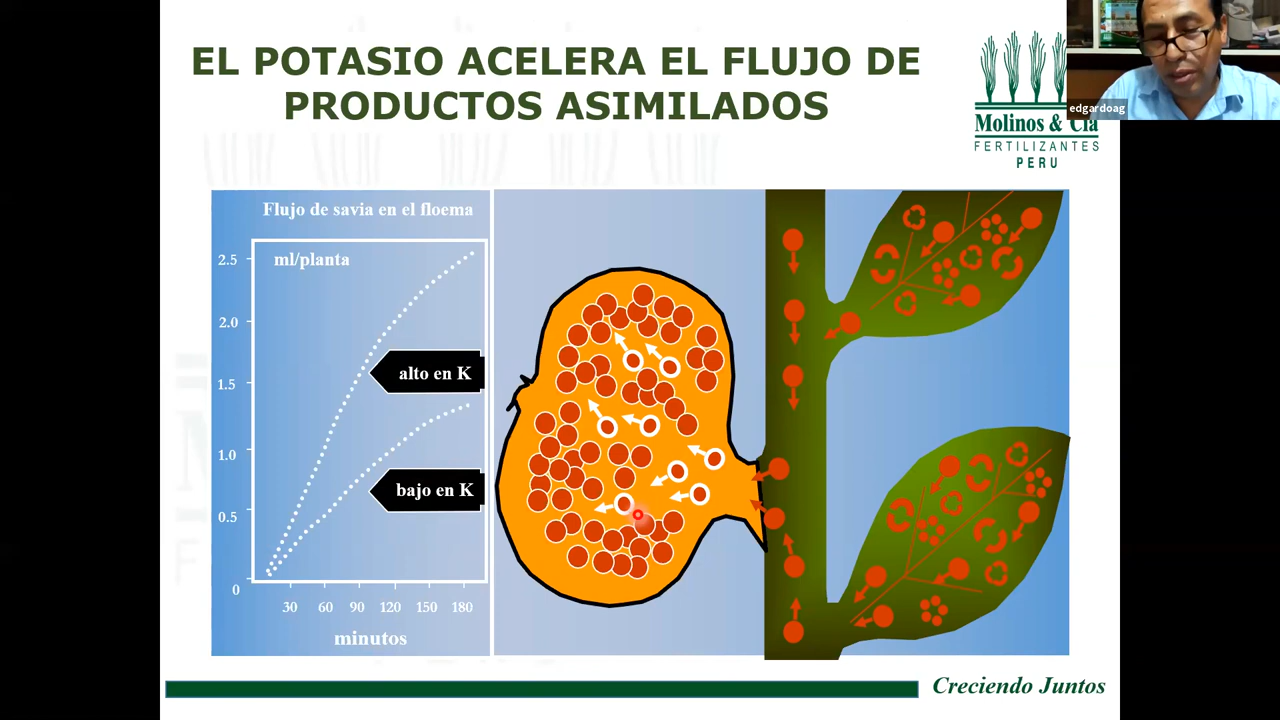 EL POTASIO ACELERA EL FLUJO DE
PRODUCTOS ASIMILADOS
edgardoag
Molinos & Cía
FERTILIZANTES
PERU
Flujo de savia en el floema
ml/planta
2.5
2.0
1.5
1.0
0.5
0
alto en K
bajo en K
30 60 90 120 150 180
minutos
Creciendo Juntos